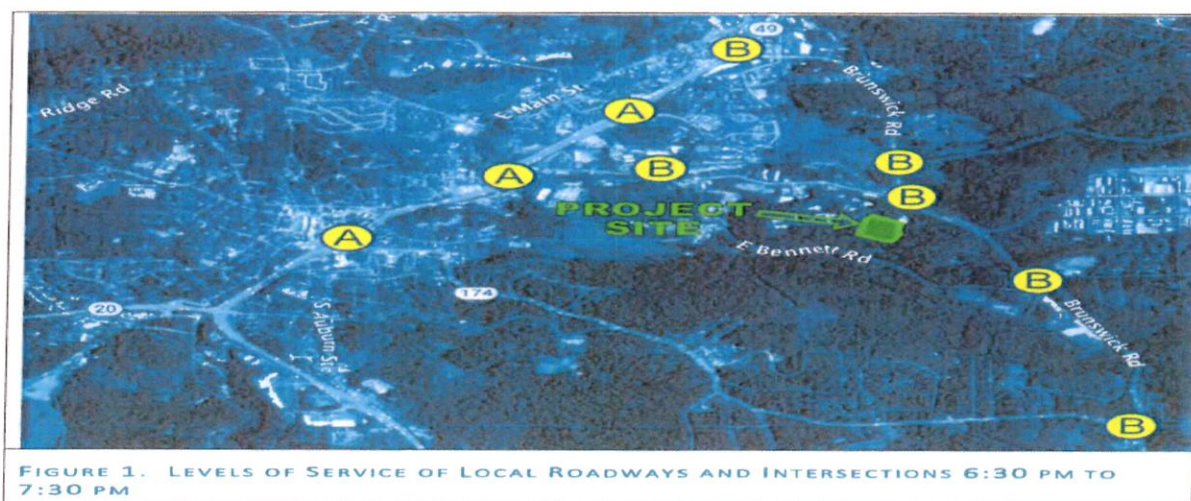 49
B
Brunswick Rd
Ridge Rd
E Main St
A
B
A
B
B
PROJECT
SITE
A
E Bennett Rd
B
174
20
S Auburn St
Brunswick Rd
B
FIGURE 1. LEVELS OF SERVICE OF LOCAL ROADWAYS AND INTERSECTIONS 6:30 PM TO
7:30 PM